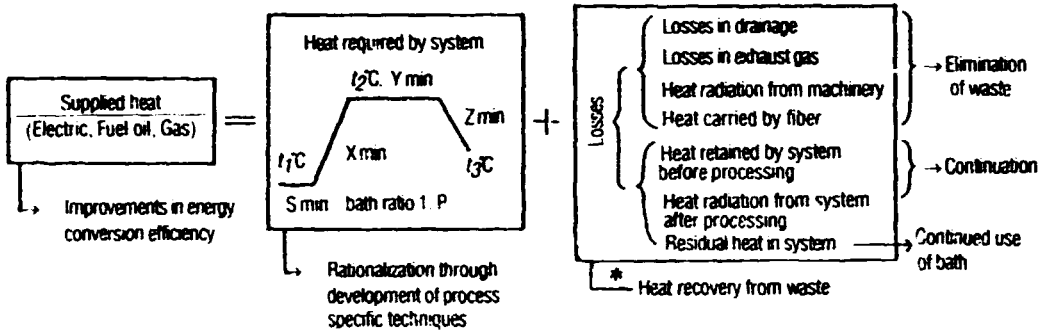 Supplied heat
(Electric, Fuel oil, Gas)
=
Improvements in energy
conversion efficiency
Heat required by system
t₂°C. Y min
Z min
X min
t₁°C
t₃°C
S min bath ratio 1. P
Rationalization through
development of process
specific techniques
+
Losses
Losses in drainage
Losses in exhaust gas
Heat radiation from machinery
Heat carried by fiber
→ Elimination
of waste
Heat retained by system
before processing
→ Continuation
Heat radiation from system
after processing
Residual heat in system
Continued use
of bath
*
Heat recovery from waste